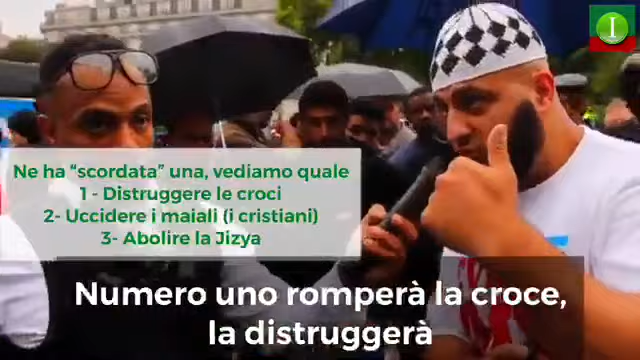 I
Ne ha “scordata” una, vediamo quale
1 - Distruggere le croci
2- Uccidere i maiali (i cristiani)
3- Abolire la Jizya
Numero uno romperà la croce,
la distruggerà